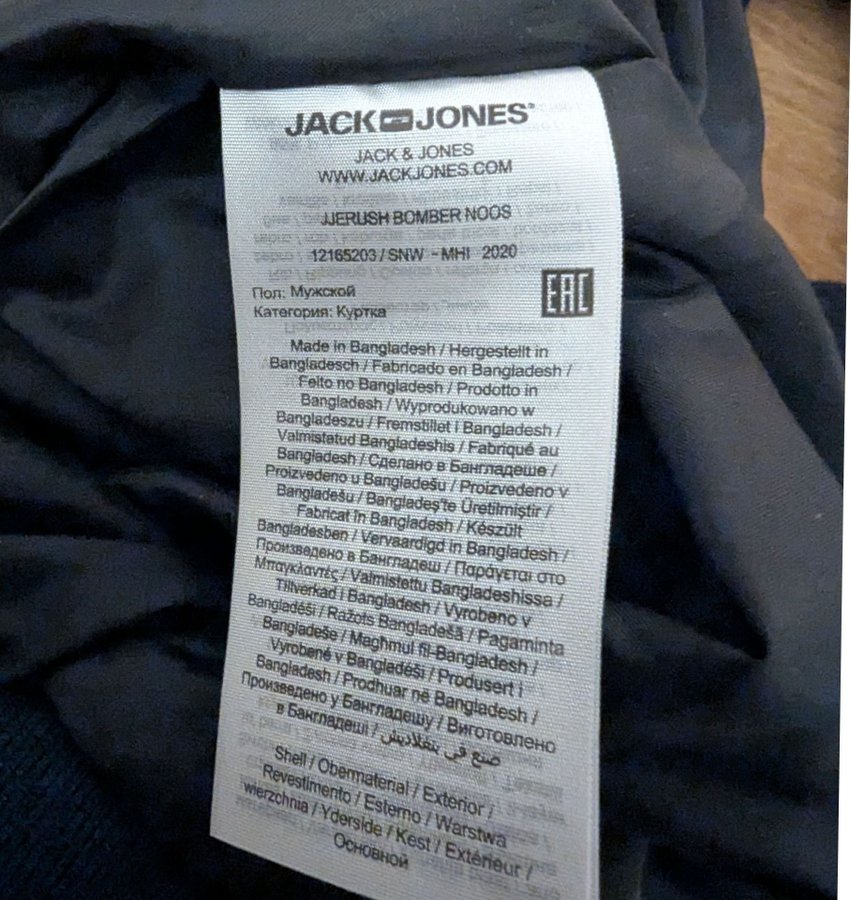 JACK JONES®
JACK & JONES
WWW.JACKJONES.COM
JJERUSH BOMBER NOOS
12165203 / SNW - MHI 2020
Пол: Мужской
EAC
Категория: Куртка
Made in Bangladesh / Hergestellt in
Bangladesch / Fabricado en Bangladesh /
Feito no Bangladesh / Prodotto in
Bangladesh / Wyprodukowano w
Bangladeszu / Fremstillet i Bangladesh /
Valmistatud Bangladeshis / Fabriqué au
Bangladesh / Сделано в Бангладеше /
Proizvedeno u Bangladešu / Proizvedeno v
Bangladešu / Bangladeş'te Üretilmiştir /
Fabricat în Bangladesh / Készült
Bangladesben / Vervaardigd in Bangladesh /
Произведено в Бангладеш / Παράγεται στο
Μπαγκλαντές / Valmistettu Bangladeshissa /
Tillverkad i Bangladesh / Vyrobeno v
Bangladéši / Ražots Bangladešā / Pagaminta
Bangladeše / Maghmul fil-Bangladesh /
Vyrobené v Bangladéši / Produsert i
Bangladesh / Prodhuar në Bangladesh /
Произведено у Бангладешу / Виготовлено
в Бангладеші / صنع في بنغلاديش
Shell / Obermaterial / Exterior /
Revestimento / Esterno / Warstwa
wierzchnia / Yderside / Kest / Extérieur /
Основной